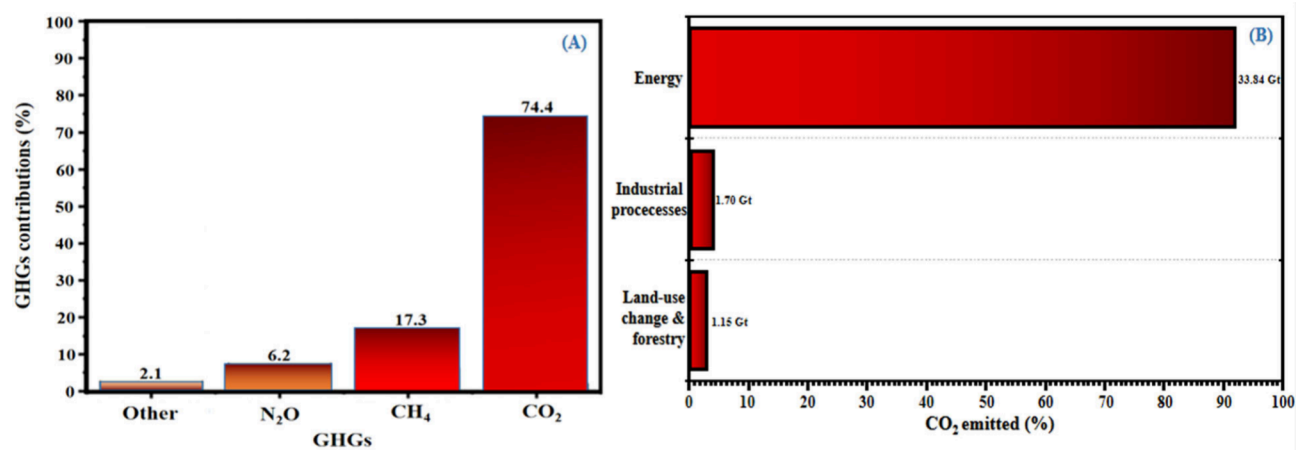 (A)
GHGs contributions (%)
100
90
80
70
60
50
40
30
20
10
0
2.1
6.2
17.3
74.4
Other
N₂O
CH₄
CO₂
GHGs
(B)
Energy
33.84 Gt
Industrial
procecesses
1.70 Gt
Land-use
change &
forestry
1.15 Gt
0 10 20 30 40 50 60 70 80 90 100
CO₂ emitted (%)